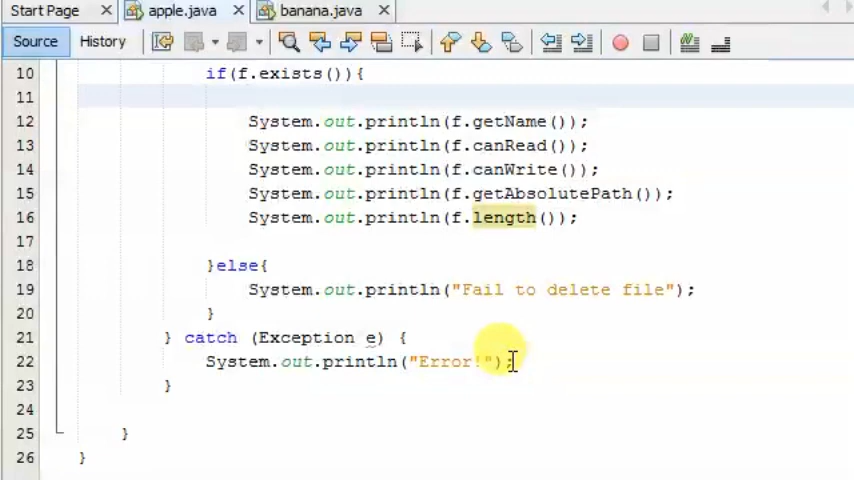 Start Page apple.java banana.java
Source History
10 if(f.exists()){
11
12 System.out.println(f.getName());
13 System.out.println(f.canRead());
14 System.out.println(f.canWrite());
15 System.out.println(f.getAbsolutePath());
16 System.out.println(f.length());
17
18 }else{
19 System.out.println("Fail to delete file");
20 }
21 } catch (Exception e) {
22 System.out.println("Error!");
23 }
24
25 }
26 }